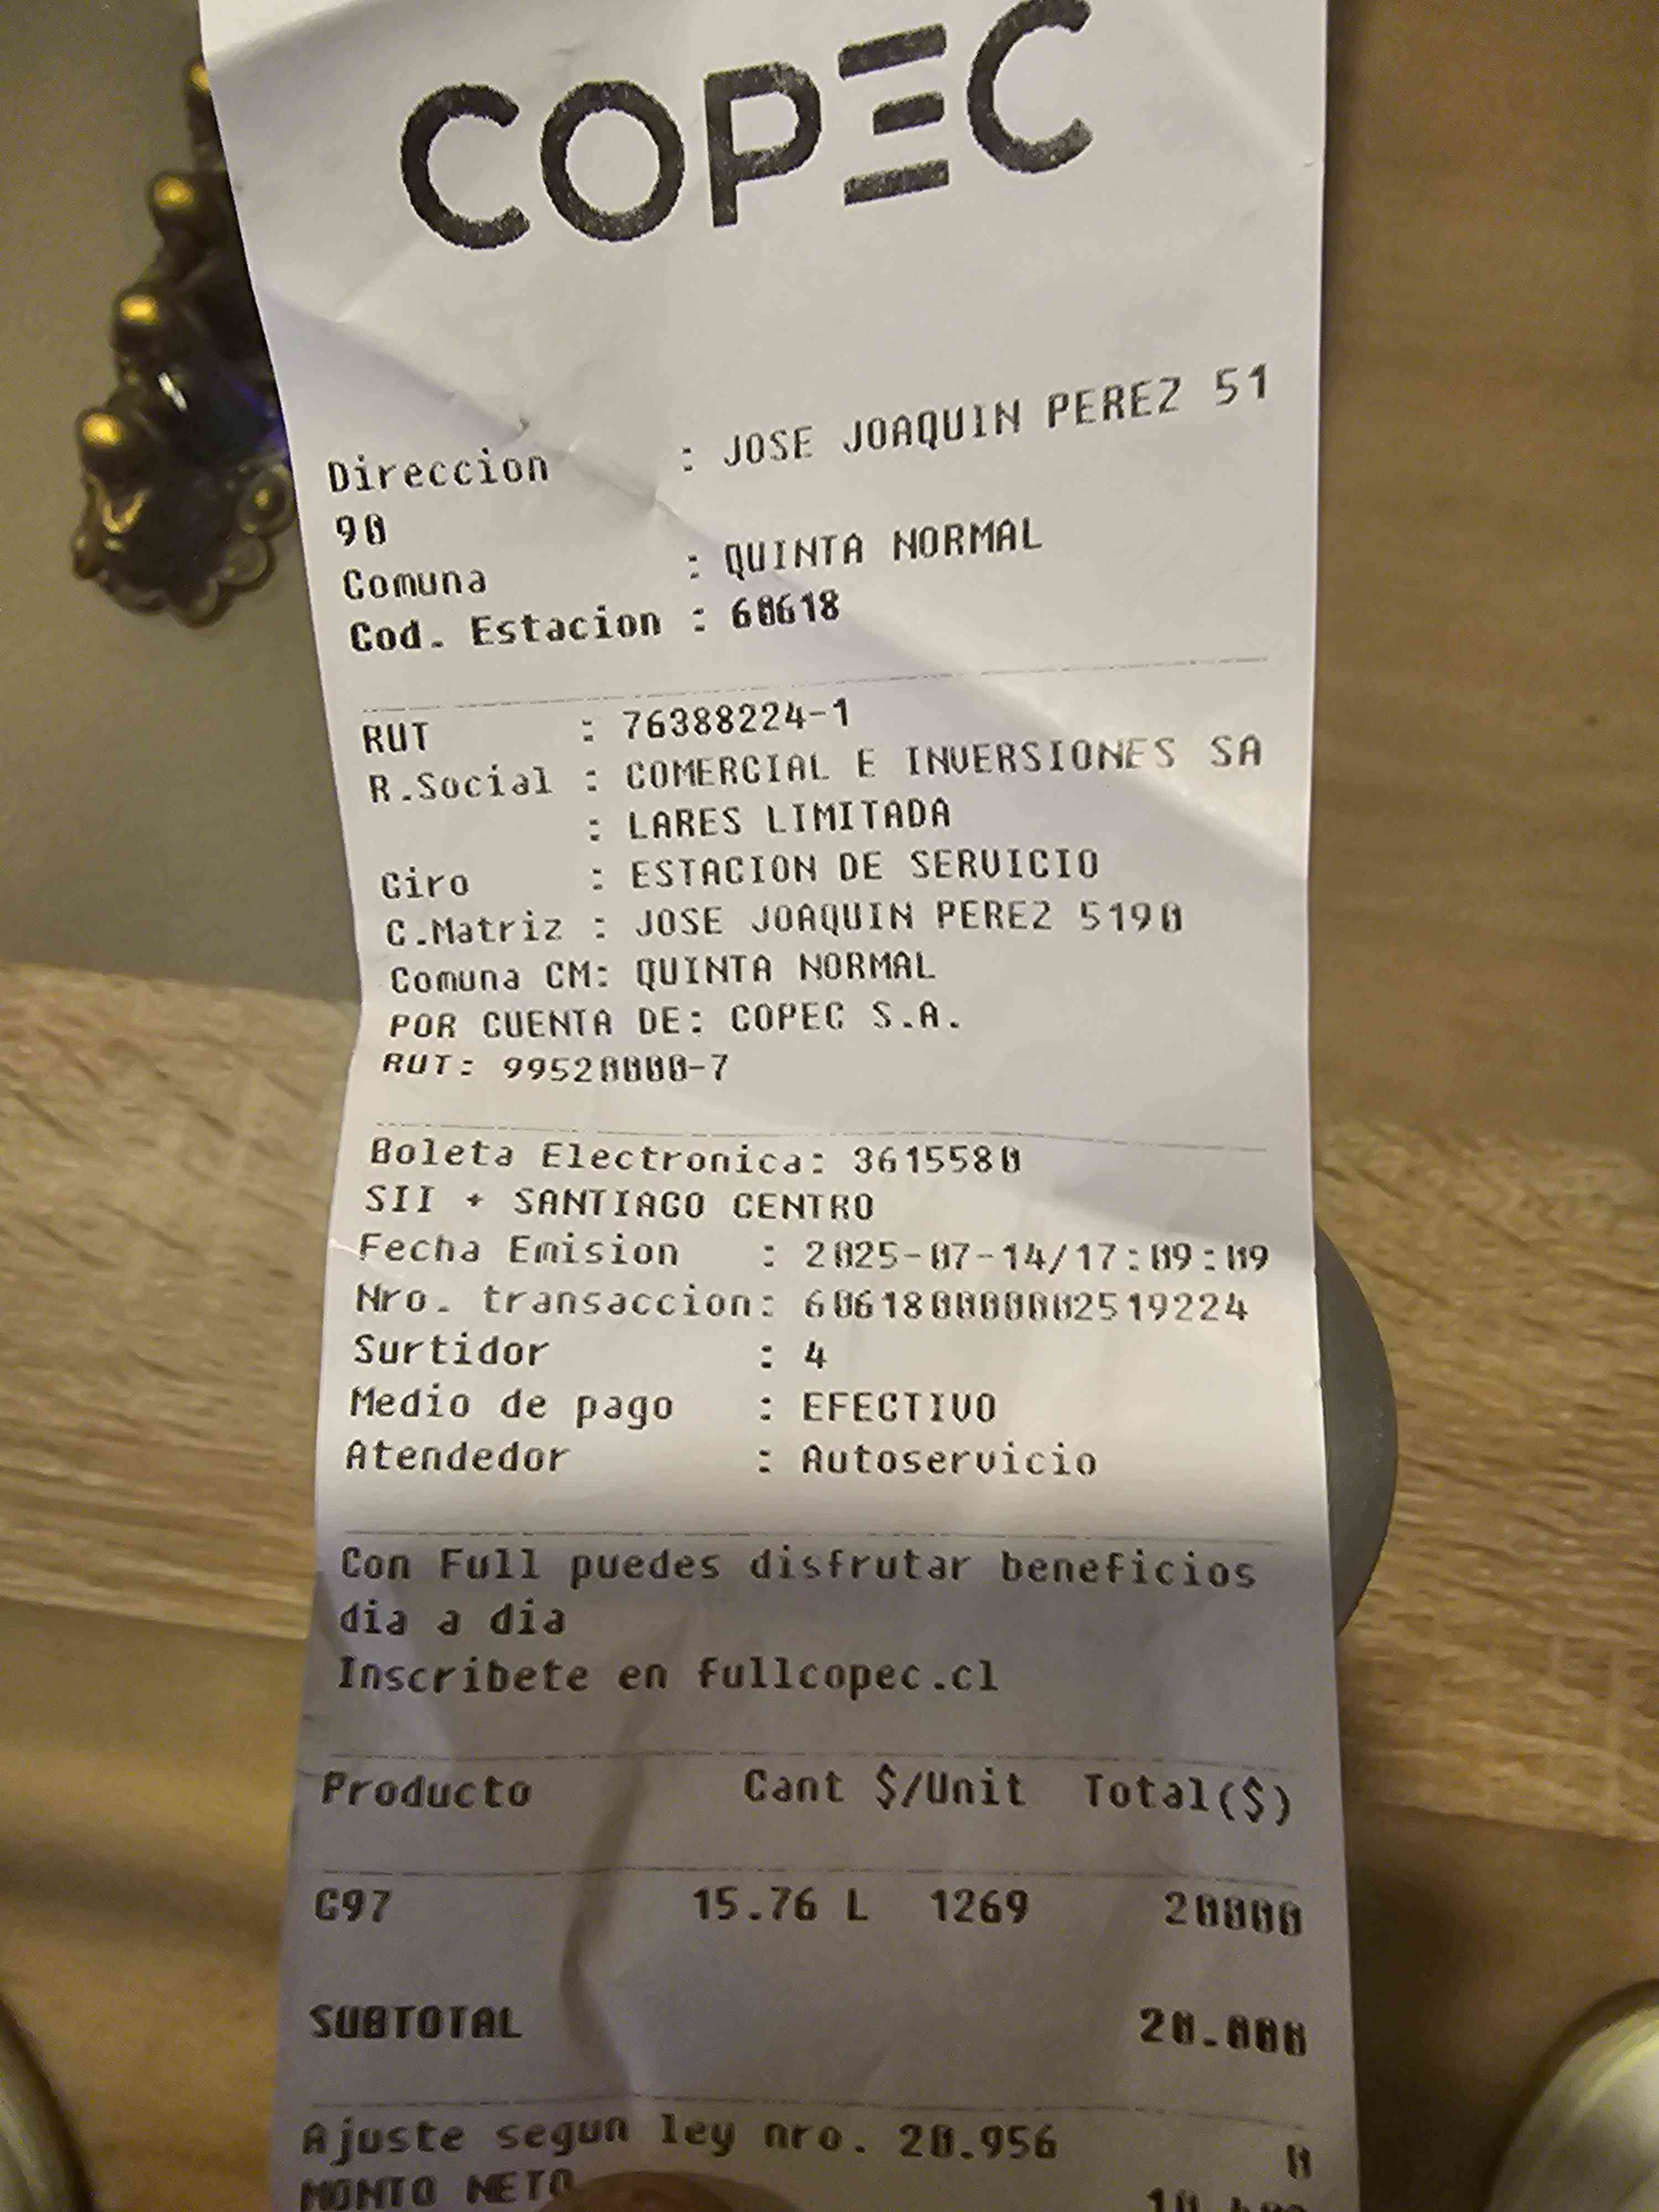 COPEC
Direccion : JOSE JOAQUIN PEREZ 51
90
Comuna : QUINTA NORMAL
Cod. Estacion : 60618
RUT : 76388224-1
R.Social : COMERCIAL E INVERSIONES SA
: LARES LIMITADA
Giro : ESTACION DE SERVICIO
C.Matriz : JOSE JOAQUIN PEREZ 5190
Comuna CM: QUINTA NORMAL
POR CUENTA DE: COPEC S.A.
RUT: 99520000-7
Boleta Electronica: 3615580
SII + SANTIAGO CENTRO
Fecha Emision : 2025-07-14/17:09:09
Nro. transaccion: 606180000002519224
Surtidor : 4
Medio de pago : EFECTIVO
Atendedor : Autoservicio
Con Full puedes disfrutar beneficios
dia a dia
Inscribete en fullcopec.cl
Producto Cant $/Unit Total($)
G97 15.76 L 1269 20000
SUBTOTAL 20.000
Ajuste segun ley nro. 20.956 0
MONTO NETO